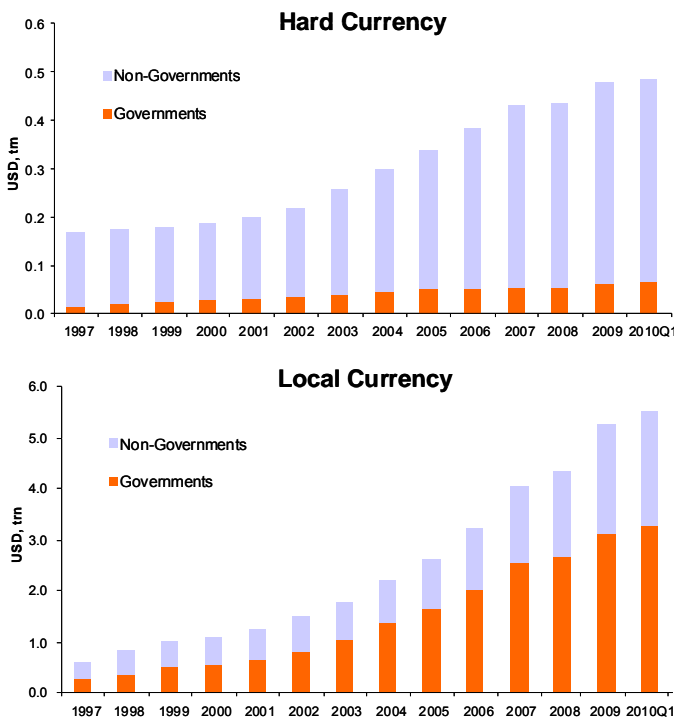 Hard Currency
0.6
0.5
0.4
0.3
0.2
0.1
0.0
USD, trn
Non-Governments
Governments
1997 1998 1999 2000 2001 2002 2003 2004 2005 2006 2007 2008 2009 2010Q1
Local Currency
6.0
5.0
4.0
3.0
2.0
1.0
0.0
USD, trn
Non-Governments
Governments
1997 1998 1999 2000 2001 2002 2003 2004 2005 2006 2007 2008 2009 2010Q1